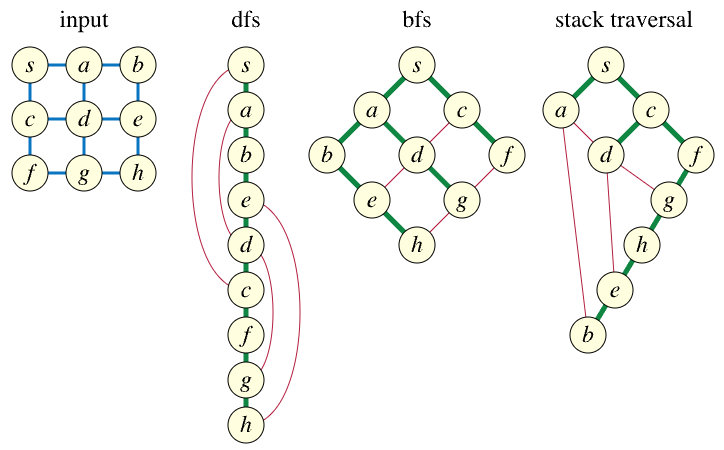 input dfs bfs stack traversal
s a b
c d e
f g h
s
a
b
e
d
c
f
g
h
s
a c
b d f
e g
h
s
a c
d f
g
h
e
b